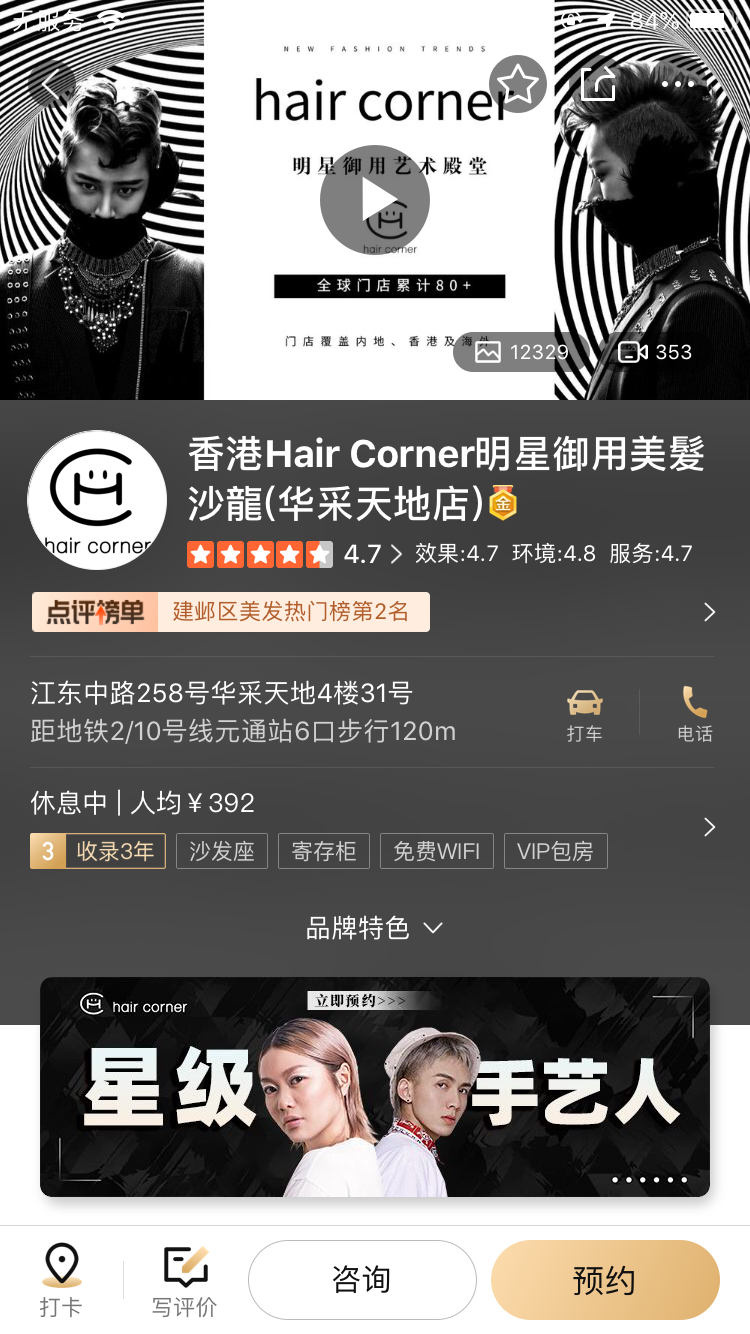 无服务 84%
NEW FASHION TRENDS
hair corner
明星御用艺术殿堂
hair corner
全球门店累计80+
门店覆盖内地、香港及海外
12329 353
hair corner
香港Hair Corner明星御用美髮
沙龍(华采天地店) 金
4.7 效果:4.7 环境:4.8 服务:4.7
点评榜单 建邺区美发热门榜第2名
江东中路258号华采天地4楼31号
距地铁2/10号线元通站6口步行120m
打车 电话
休息中 | 人均￥392
3 收录3年 沙发座 寄存柜 免费WIFI VIP包房
品牌特色
hair corner 立即预约>>>
星级 手艺人
打卡 写评价 咨询 预约